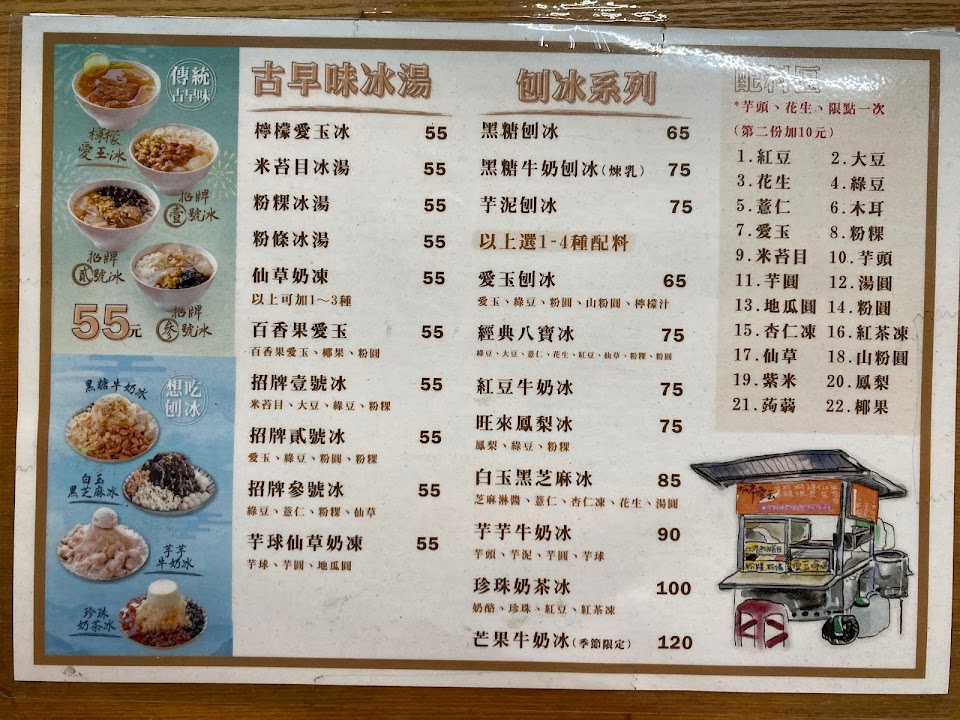 傳統
古早味
檸檬
愛玉冰
招牌
壹號冰
招牌
貳號冰
招牌
參號冰
55元
想吃
刨冰
黑糖牛奶冰
白玉
黑芝麻冰
芋芋
牛奶冰
珍珠
奶茶冰
古早味冰湯
檸檬愛玉冰 55
米苔目冰湯 55
粉粿冰湯 55
粉條冰湯 55
仙草奶凍 55
以上可加1～3種
百香果愛玉 55
百香果愛玉、椰果、粉圓
招牌壹號冰 55
米苔目、大豆、綠豆、粉粿
招牌貳號冰 55
愛玉、綠豆、粉圓、粉粿
招牌參號冰 55
綠豆、薏仁、粉粿、仙草
芋球仙草奶凍 55
芋球、芋圓、地瓜圓
刨冰系列
黑糖刨冰 65
黑糖牛奶刨冰(煉乳) 75
芋泥刨冰 75
以上選1-4種配料
愛玉刨冰 65
愛玉、綠豆、粉圓、山粉圓、檸檬汁
經典八寶冰 75
綠豆、大豆、薏仁、花生、紅豆、仙草、粉粿、粉圓
紅豆牛奶冰 75
旺來鳳梨冰 75
鳳梨、綠豆、粉粿
白玉黑芝麻冰 85
芝麻淋醬、薏仁、杏仁凍、花生、湯圓
芋芋牛奶冰 90
芋頭、芋泥、芋圓、芋球
珍珠奶茶冰 100
奶酪、珍珠、紅豆、紅茶凍
芒果牛奶冰(季節限定) 120
配料區
*芋頭、花生、限點一次
(第二份加10元)
1.紅豆 2.大豆
3.花生 4.綠豆
5.薏仁 6.木耳
7.愛玉 8.粉粿
9.米苔目 10.芋頭
11.芋圓 12.湯圓
13.地瓜圓 14.粉圓
15.杏仁凍 16.紅茶凍
17.仙草 18.山粉圓
19.紫米 20.鳳梨
21.蒟蒻 22.椰果